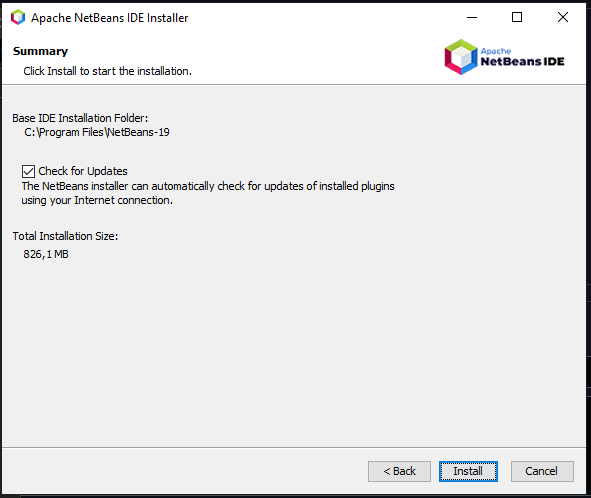 Apache NetBeans IDE Installer
Summary
Click Install to start the installation.
Apache
NetBeans IDE
Base IDE Installation Folder:
C:\Program Files\NetBeans-19
Check for Updates
The NetBeans installer can automatically check for updates of installed plugins
using your Internet connection.
Total Installation Size:
826,1 MB
< Back
Install
Cancel